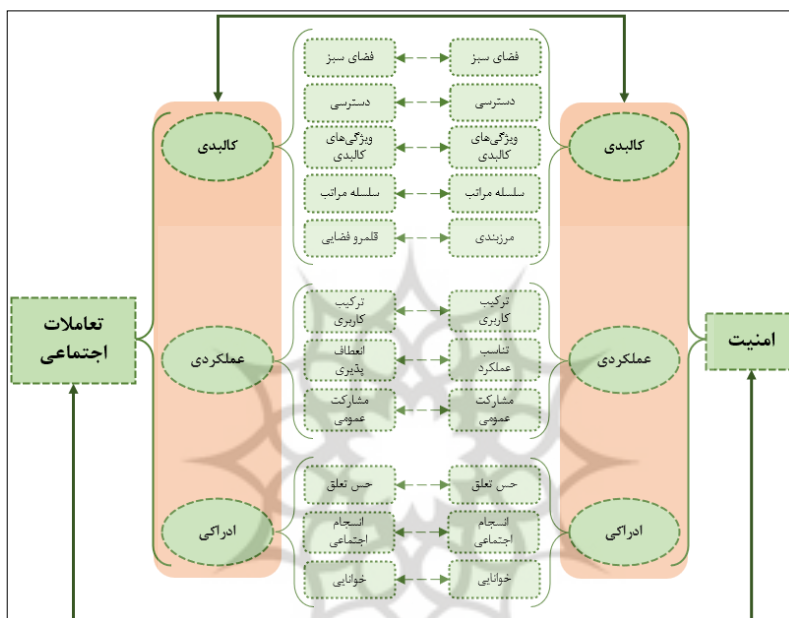 امنیت
کالبدی
فضای سبز
دسترسی
ویژگی‌های
کالبدی
سلسله مراتب
مرزبندی
عملکردی
ترکیب
کاربری
تناسب
عملکرد
مشارکت
عمومی
ادراکی
حس تعلق
انسجام
اجتماعی
خوانایی
فضای سبز
دسترسی
ویژگی‌های
کالبدی
سلسله مراتب
قلمرو فضایی
کالبدی
ترکیب
کاربری
انعطاف
پذیری
مشارکت
عمومی
عملکردی
حس تعلق
انسجام
اجتماعی
خوانایی
ادراکی
تعاملات
اجتماعی